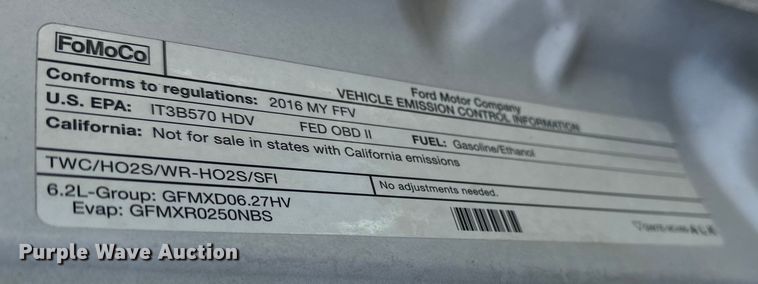 FoMoCo
Ford Motor Company
VEHICLE EMISSION CONTROL INFORMATION
Conforms to regulations: 2016 MY FFV
U.S. EPA: IT3B570 HDV FED OBD II FUEL: Gasoline/Ethanol
California: Not for sale in states with California emissions
TWC/HO2S/WR-HO2S/SFI
No adjustments needed.
6.2L-Group: GFMXD06.27HV
Evap: GFMXR0250NBS
Purple Wave Auction